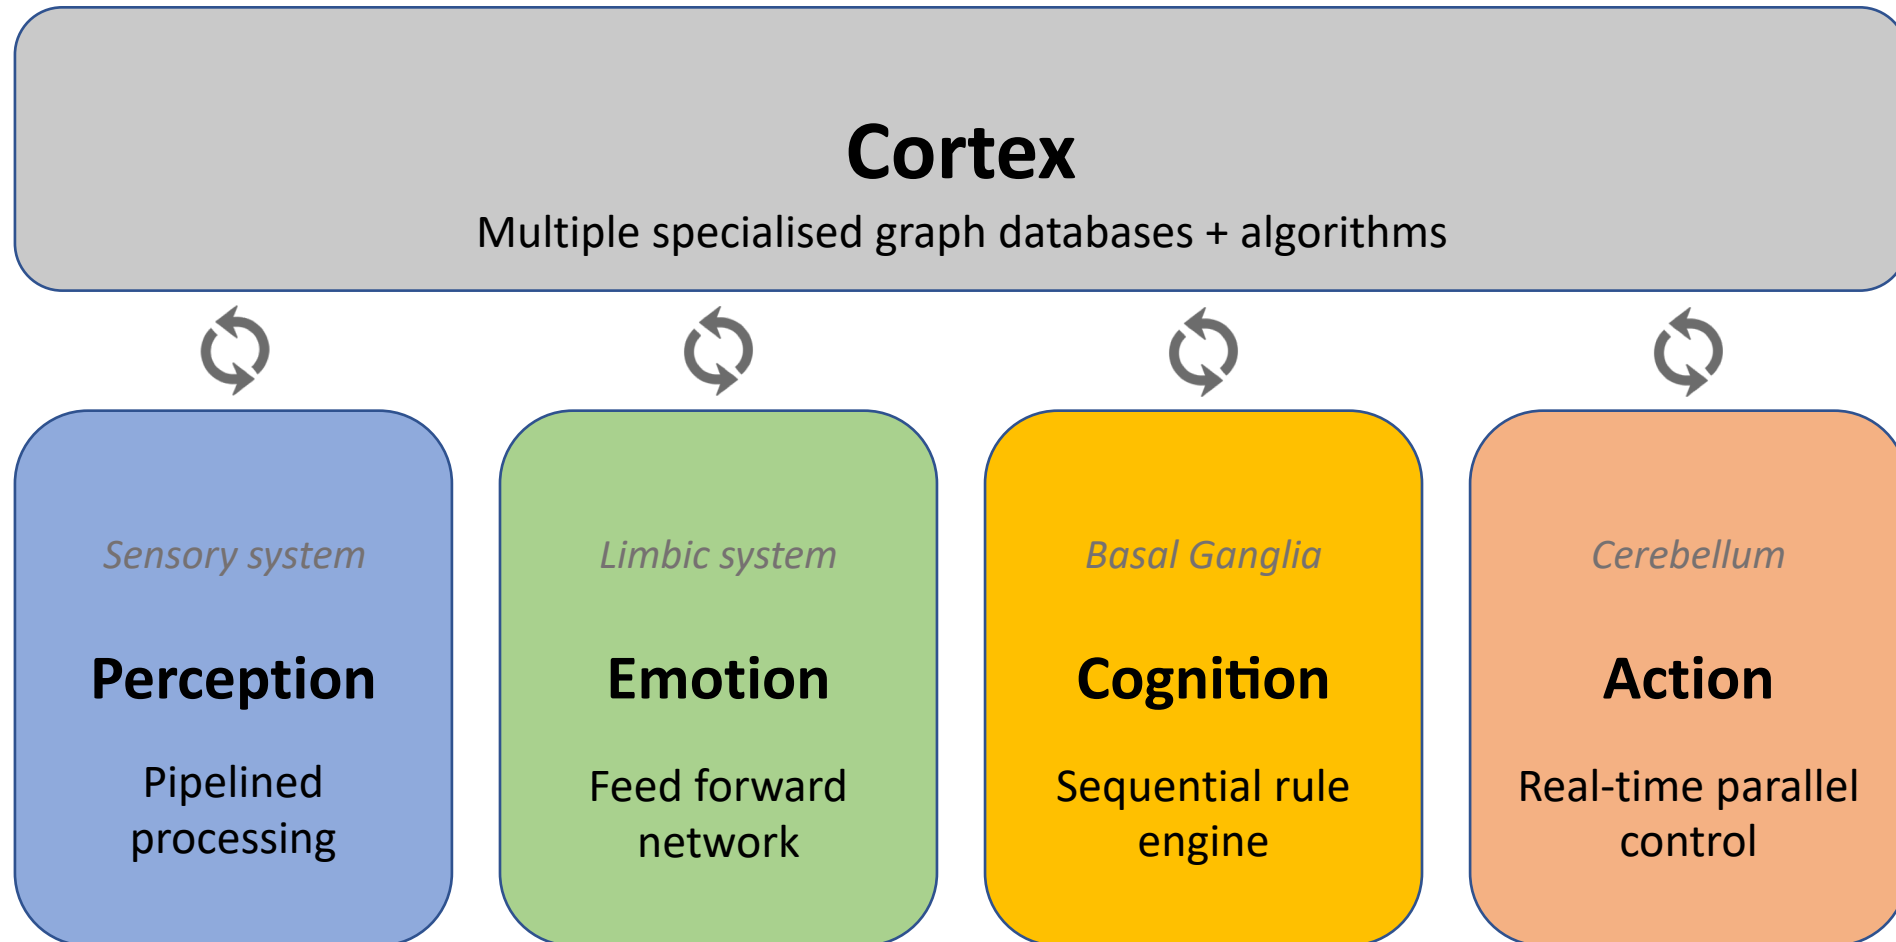 Cortex
Multiple specialised graph databases + algorithms
Sensory system
Perception
Pipelined
processing
Limbic system
Emotion
Feed forward
network
Basal Ganglia
Cognition
Sequential rule
engine
Cerebellum
Action
Real-time parallel
control